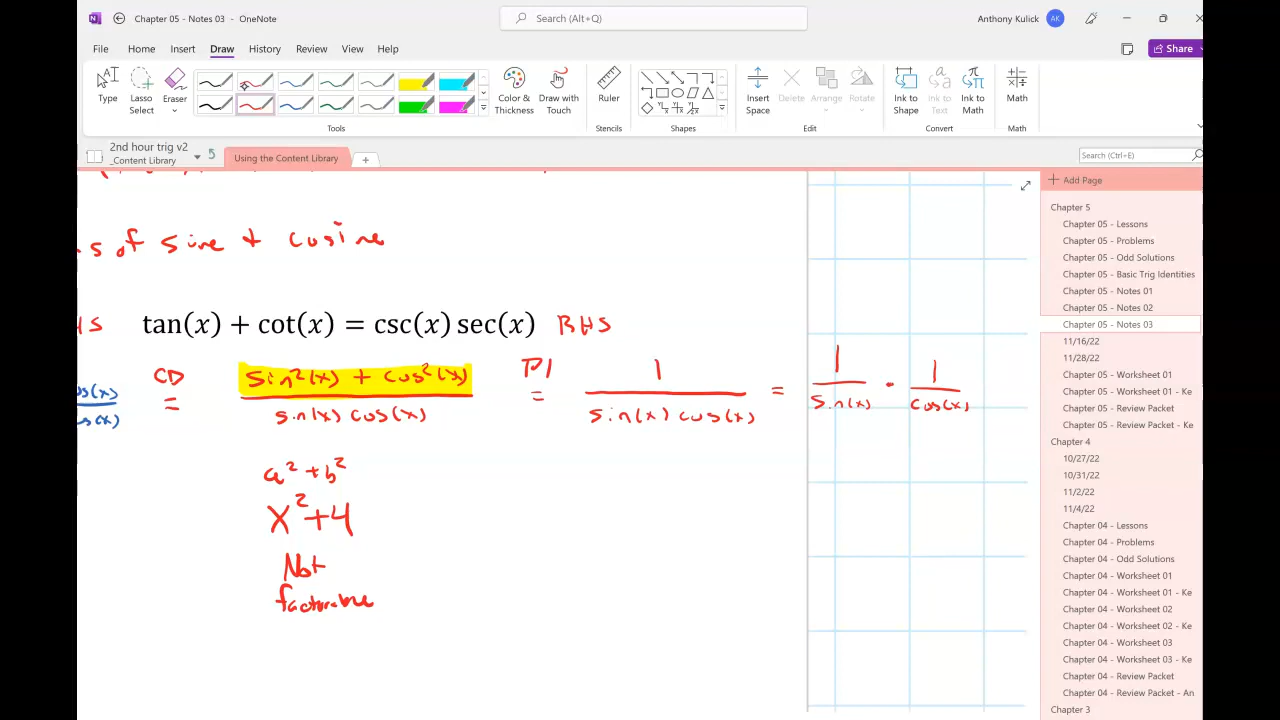 Chapter 05 - Notes 03 - OneNote
Search (Alt+Q)
Anthony Kulick
AK
File Home Insert Draw History Review View Help
Share
Type
Lasso Select
Eraser
Color & Thickness
Draw with Touch
Ruler
Insert Space
Delete
Arrange
Rotate
Ink to Shape
Ink to Text
Ink to Math
Math
Tools Stencils Shapes Edit Convert Math
2nd hour trig v2
_Content Library
Using the Content Library
Search (Ctrl+E)
s of sine + cosine
HS tan(x) + cot(x) = csc(x) sec(x) RHS
os(x)/os(x) CD = (sin²(x) + cos²(x))/(sin(x) cos(x)) PI = 1/(sin(x) cos(x)) = 1/sin(x) · 1/cos(x)
a² + b²
x² + 4
Not
factorable
Add Page
Chapter 5
Chapter 05 - Lessons
Chapter 05 - Problems
Chapter 05 - Odd Solutions
Chapter 05 - Basic Trig Identities
Chapter 05 - Notes 01
Chapter 05 - Notes 02
Chapter 05 - Notes 03
11/16/22
11/28/22
Chapter 05 - Worksheet 01
Chapter 05 - Worksheet 01 - Ke
Chapter 05 - Review Packet
Chapter 05 - Review Packet - Ke
Chapter 4
10/27/22
10/31/22
11/2/22
11/4/22
Chapter 04 - Lessons
Chapter 04 - Problems
Chapter 04 - Odd Solutions
Chapter 04 - Worksheet 01
Chapter 04 - Worksheet 01 - Ke
Chapter 04 - Worksheet 02
Chapter 04 - Worksheet 02 - Ke
Chapter 04 - Worksheet 03
Chapter 04 - Worksheet 03 - Ke
Chapter 04 - Review Packet
Chapter 04 - Review Packet - An
Chapter 3